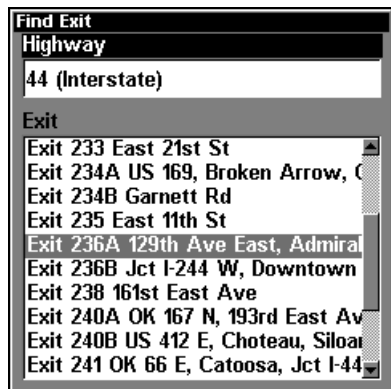 Find Exit
Highway
44 (Interstate)
Exit
Exit 233 East 21st St
Exit 234A US 169, Broken Arrow,
Exit 234B Garnett Rd
Exit 235 East 11th St
Exit 236A 129th Ave East, Admiral
Exit 236B Jct I-244 W, Downtown
Exit 238 161st East Ave
Exit 240A OK 167 N, 193rd East Av
Exit 240B US 412 E, Choteau, Siloa
Exit 241 OK 66 E, Catoosa, Jct I-44